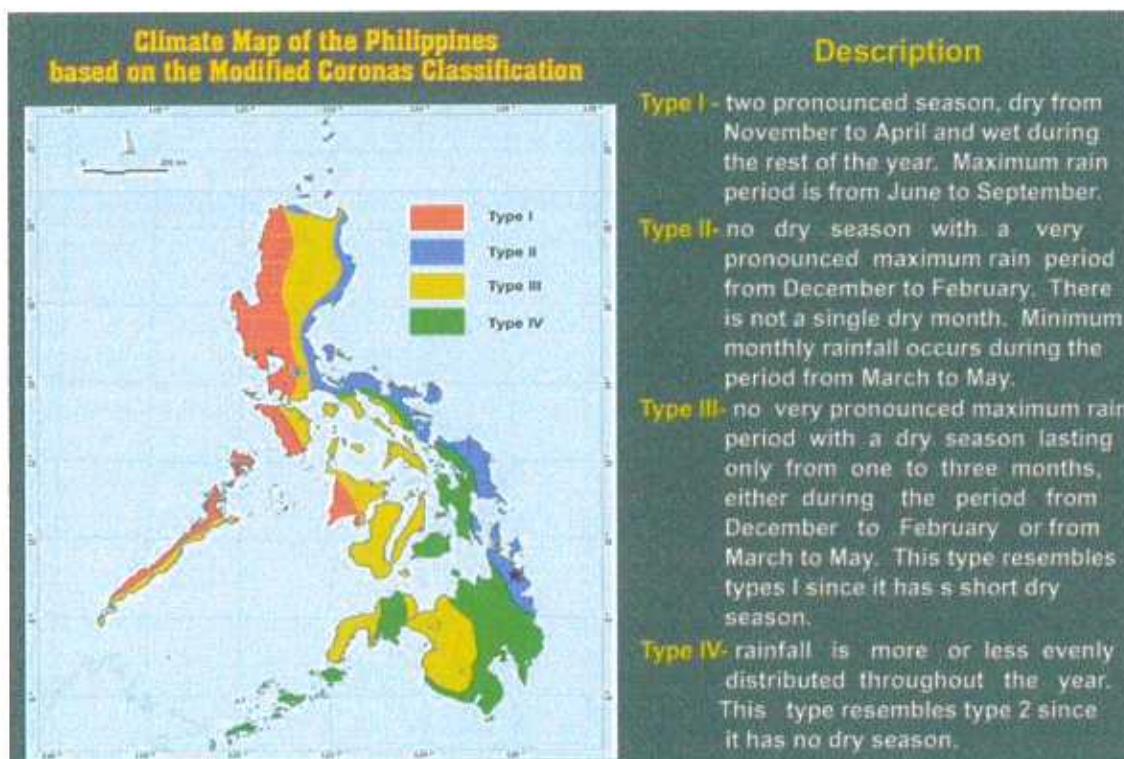 Climate Map of the Philippines
based on the Modified Coronas Classification
Type I
Type II
Type III
Type IV
Description
Type I - two pronounced season, dry from
November to April and wet during
the rest of the year. Maximum rain
period is from June to September.
Type II- no dry season with a very
pronounced maximum rain period
from December to February. There
is not a single dry month. Minimum
monthly rainfall occurs during the
period from March to May.
Type III- no very pronounced maximum rain
period with a dry season lasting
only from one to three months,
either during the period from
December to February or from
March to May. This type resembles
types I since it has s short dry
season.
Type IV- rainfall is more or less evenly
distributed throughout the year.
This type resembles type 2 since
it has no dry season.